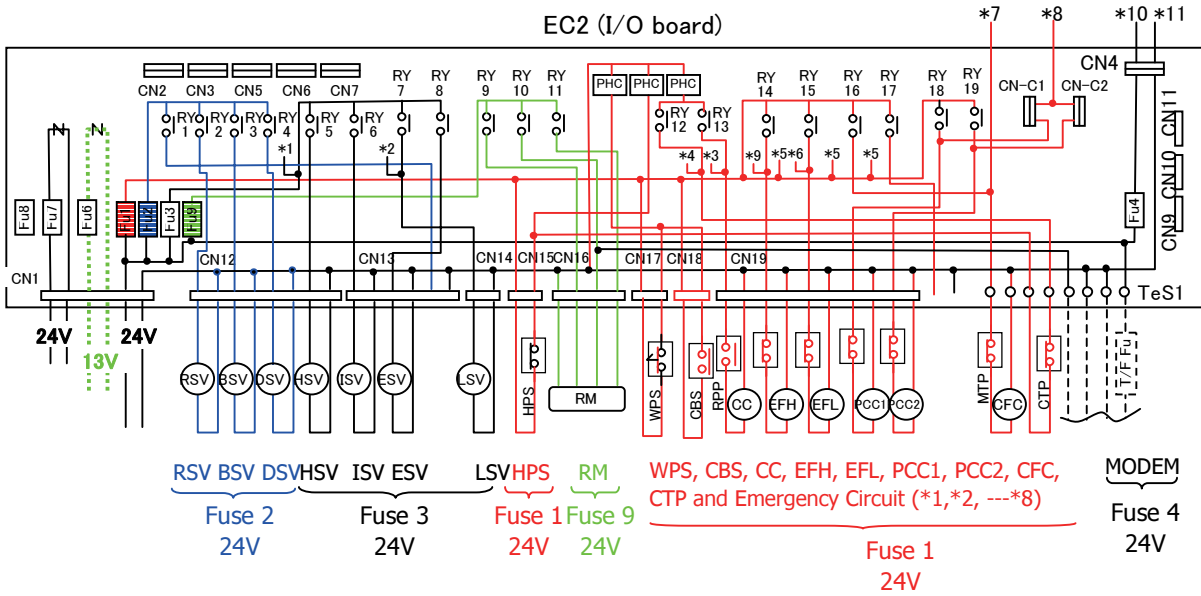 EC2 (I/O board)
*7 *8 *10 *11
CN2 CN3 CN5 CN6 CN7
RY 7
RY 8
RY 9
RY 10
RY 11
PHC PHC PHC
RY 14
RY 15
RY 16
RY 17
RY 18
RY 19
CN-C1 CN-C2
CN4
CN11
CN10
CN9
RY 1
RY 2
RY 3
RY 4
RY 5
RY 6
RY 12
RY 13
*1 *2 *4 *3 *9 *5 *6 *5 *5
Fu8 Fu7 Fu6 Fu1 Fu2 Fu3 Fu9 Fu4
CN1 CN12 CN13 CN14 CN15 CN16 CN17 CN18 CN19
TeS1
24V 13V 24V
RSV BSV DSV HSV ISV ESV LSV HPS RM WPS CBS RPP CC EFH EFL PCC1 PCC2 MTP CFC CTP T/F Fu
RSV BSV DSV HSV ISV ESV LSV HPS RM
WPS, CBS, CC, EFH, EFL, PCC1, PCC2, CFC,
CTP and Emergency Circuit (*1,*2, ---*8)
MODEM
Fuse 2
24V
Fuse 3
24V
Fuse 1
24V
Fuse 9
24V
Fuse 1
24V
Fuse 4
24V